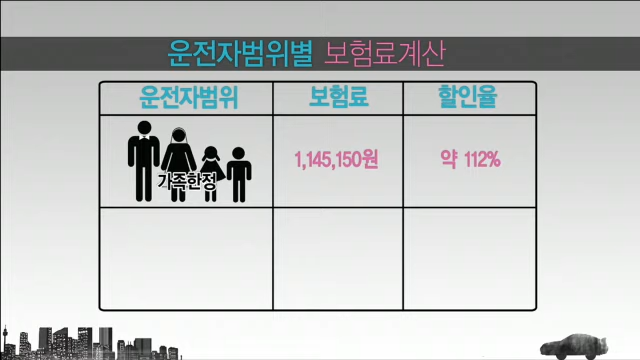 운전자범위별 보험료계산
운전자범위 보험료 할인율
가족한정 1,145,150원 약 112%